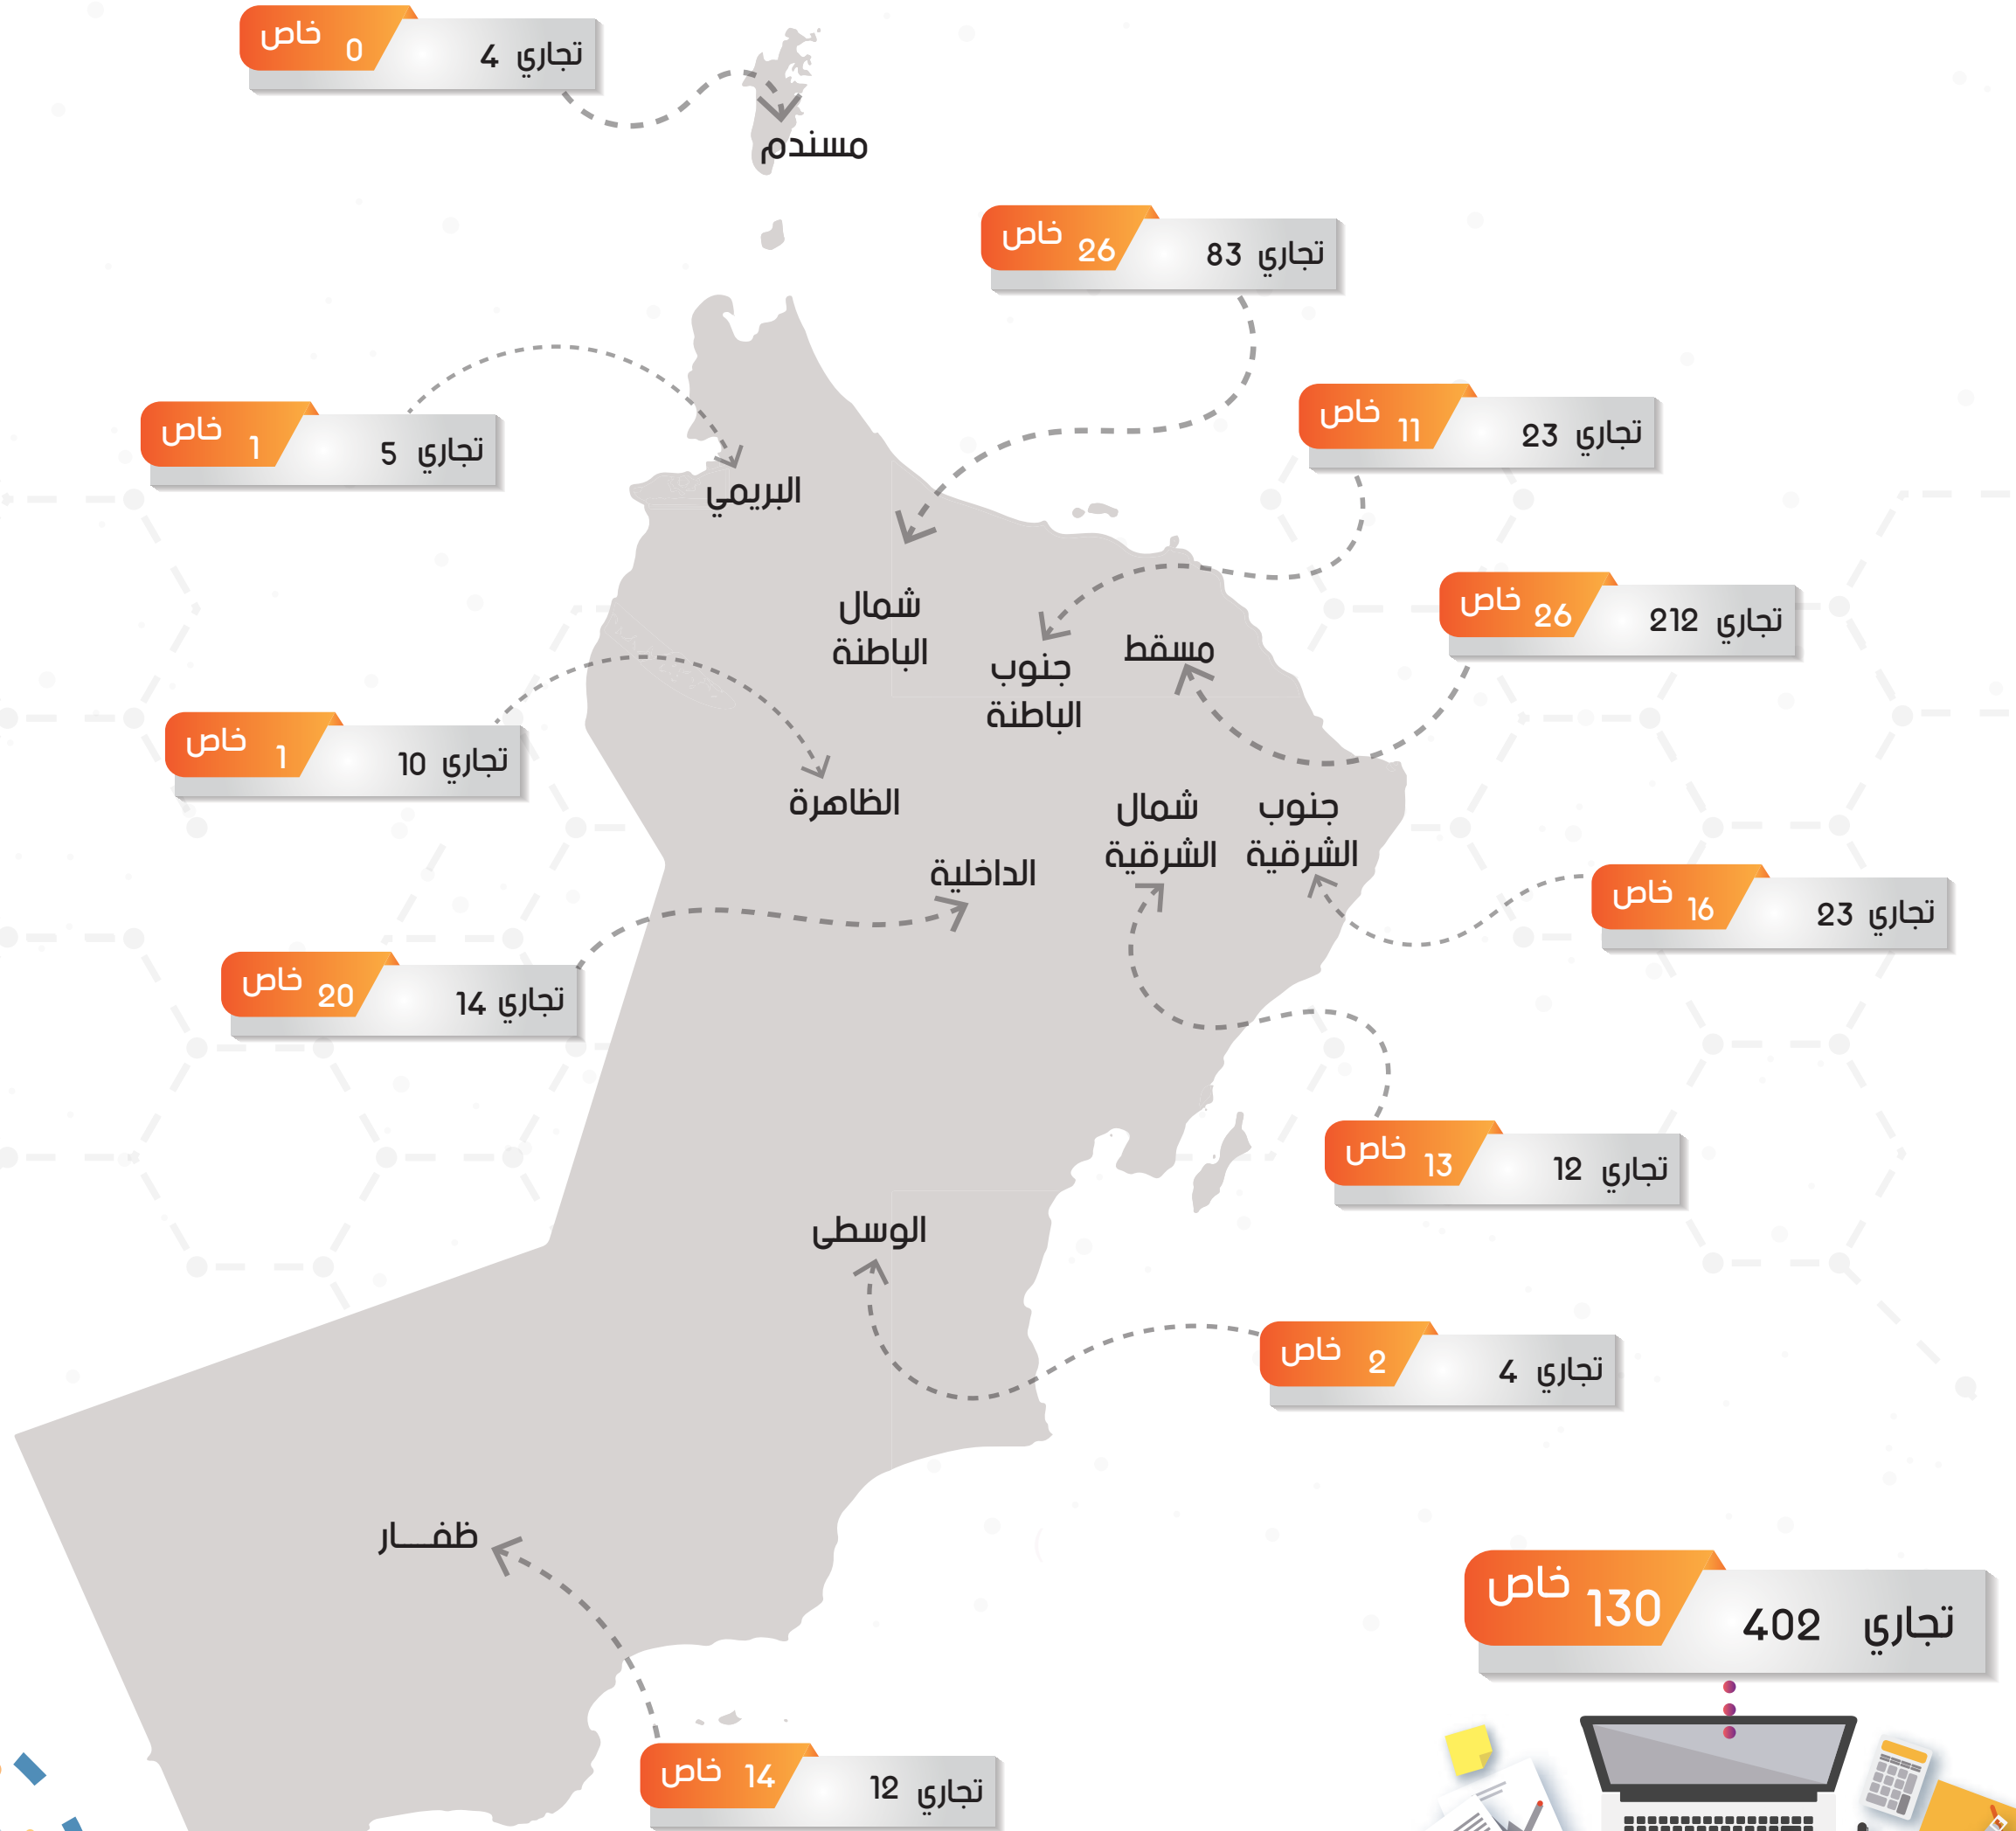 تجاري 4
خاص 0
مسندم
تجاري 83
خاص 26
تجاري 23
خاص 11
تجاري 5
خاص 1
البريمي
تجاري 212
خاص 26
شمال
الباطنة
جنوب
الباطنة
مسقط
تجاري 10
خاص 1
الظاهرة
شمال
الشرقية
جنوب
الشرقية
الداخلية
تجاري 23
خاص 16
تجاري 14
خاص 20
تجاري 12
خاص 13
الوسطى
تجاري 4
خاص 2
ظفـــار
تجاري 402
خاص 130
تجاري 12
خاص 14